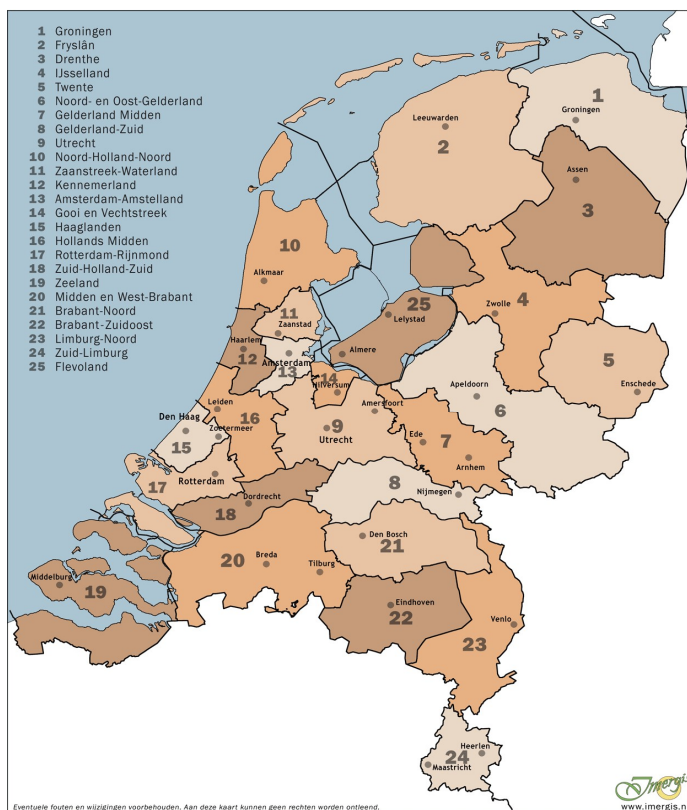 1 Groningen
2 Fryslân
3 Drenthe
4 IJsselland
5 Twente
6 Noord- en Oost-Gelderland
7 Gelderland Midden
8 Gelderland-Zuid
9 Utrecht
10 Noord-Holland-Noord
11 Zaanstreek-Waterland
12 Kennemerland
13 Amsterdam-Amstelland
14 Gooi en Vechtstreek
15 Haaglanden
16 Hollands Midden
17 Rotterdam-Rijnmond
18 Zuid-Holland-Zuid
19 Zeeland
20 Midden en West-Brabant
21 Brabant-Noord
22 Brabant-Zuidoost
23 Limburg-Noord
24 Zuid-Limburg
25 Flevoland
1
Groningen
Leeuwarden
2
Assen
3
10
Alkmaar
25
Lelystad
4
Zwolle
11
Zaanstad
Haarlem
12
Amsterdam
13
Almere
5
Enschede
14
Hilversum
Apeldoorn
6
Leiden
16
Amersfoort
Den Haag
15
Zoetermeer
9
Utrecht
Ede
7
Arnhem
17
Rotterdam
8
Nijmegen
Dordrecht
18
Den Bosch
21
20
Breda
Tilburg
Middelburg
19
Eindhoven
22
Venlo
23
Heerlen
24
Maastricht
Imergis
www.imergis.n
Eventuele fouten en wijzigingen voorbehouden. Aan deze kaart kunnen geen rechten worden ontleend.